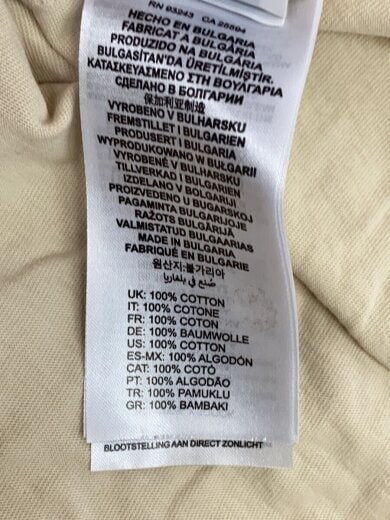 RN 93243 CA 25594
HECHO EN BULGARIA
FABRICAT A BULGÀRIA
PRODUZIDO NA BULGÁRIA
BULGASİTAN'DA ÜRETİLMİŞTİR.
ΚΑΤΑΣΚΕΥΑΣΜΕΝΟ ΣΤΗ ΒΟΥΛΓΑΡΙΑ
СДЕЛАНО В БОЛГАРИИ
保加利亚制造
VYROBENO V BULHARSKU
FREMSTILLET I BULGARIEN
PRODUSERT I BULGARIA
WYPRODUKOWANO W BUŁGARII
VYROBENÉ V BULHARSKU
TILLVERKAD I BULGARIEN
IZDELANO V BOLGARIJI
PROIZVEDENO U BUGARSKOJ
PAGAMINTA BULGARIJOJE
RAŽOTS BULGĀRIJĀ
VALMISTATUD BULGAARIAS
MADE IN BULGARIA
FABRIQUÉ EN BULGARIE
원산지:불가리아
صنع في بلغاريا
UK: 100% COTTON
IT: 100% COTONE
FR: 100% COTON
DE: 100% BAUMWOLLE
US: 100% COTTON
ES-MX: 100% ALGODÓN
CAT: 100% COTÓ
PT: 100% ALGODÃO
TR: 100% PAMUKLU
GR: 100% BAMBAKI
BLOOTSTELLING AAN DIRECT ZONLICHT